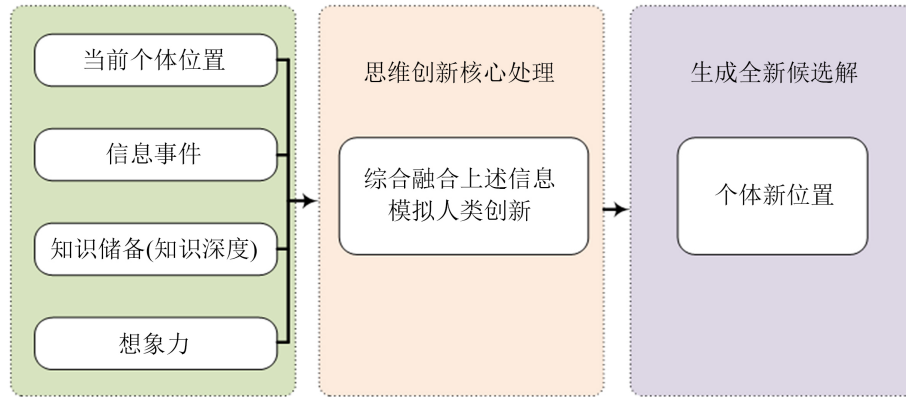 当前个体位置
信息事件
知识储备(知识深度)
想象力
思维创新核心处理
综合融合上述信息
模拟人类创新
生成全新候选解
个体新位置